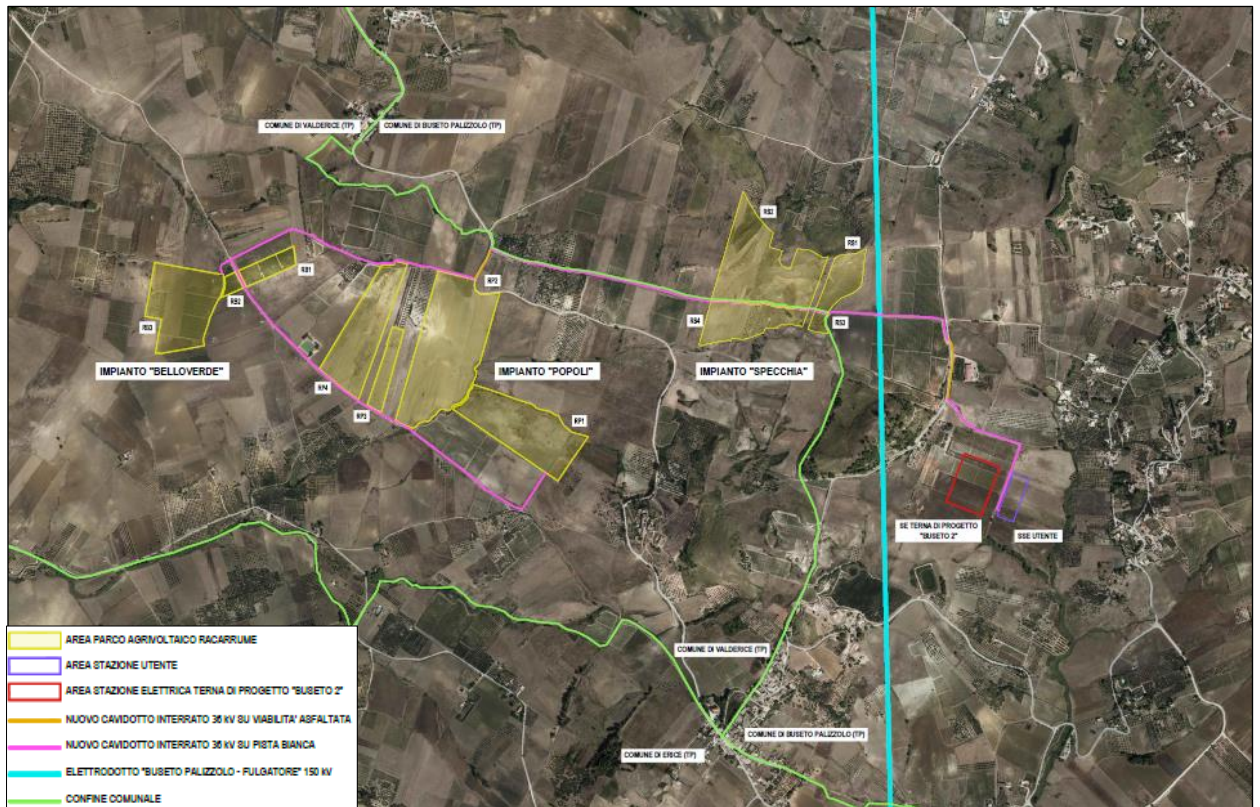 COMUNE DI VALDERICE (TP)
COMUNE DI BUSETO PALIZZOLO (TP)
RS2
RS1
RB1
RB2
RB3
RP2
RS4
RS3
IMPIANTO "BELLOVERDE"
IMPIANTO "POPOLI"
IMPIANTO "SPECCHIA"
RP4
RP3
RP1
SE TERNA DI PROGETTO
"BUSETO 2"
SSE UTENTE
AREA PARCO AGRIVOLTAICO RACARRUME
AREA STAZIONE UTENTE
AREA STAZIONE ELETTRICA TERNA DI PROGETTO "BUSETO 2"
NUOVO CAVIDOTTO INTERRATO 36 kV SU VIABILITA' ASFALTATA
NUOVO CAVIDOTTO INTERRATO 36 kV SU PISTA BIANCA
ELETTRODOTTO "BUSETO PALIZZOLO - FULGATORE" 150 kV
CONFINE COMUNALE
COMUNE DI VALDERICE (TP)
COMUNE DI BUSETO PALIZZOLO (TP)
COMUNE DI ERICE (TP)